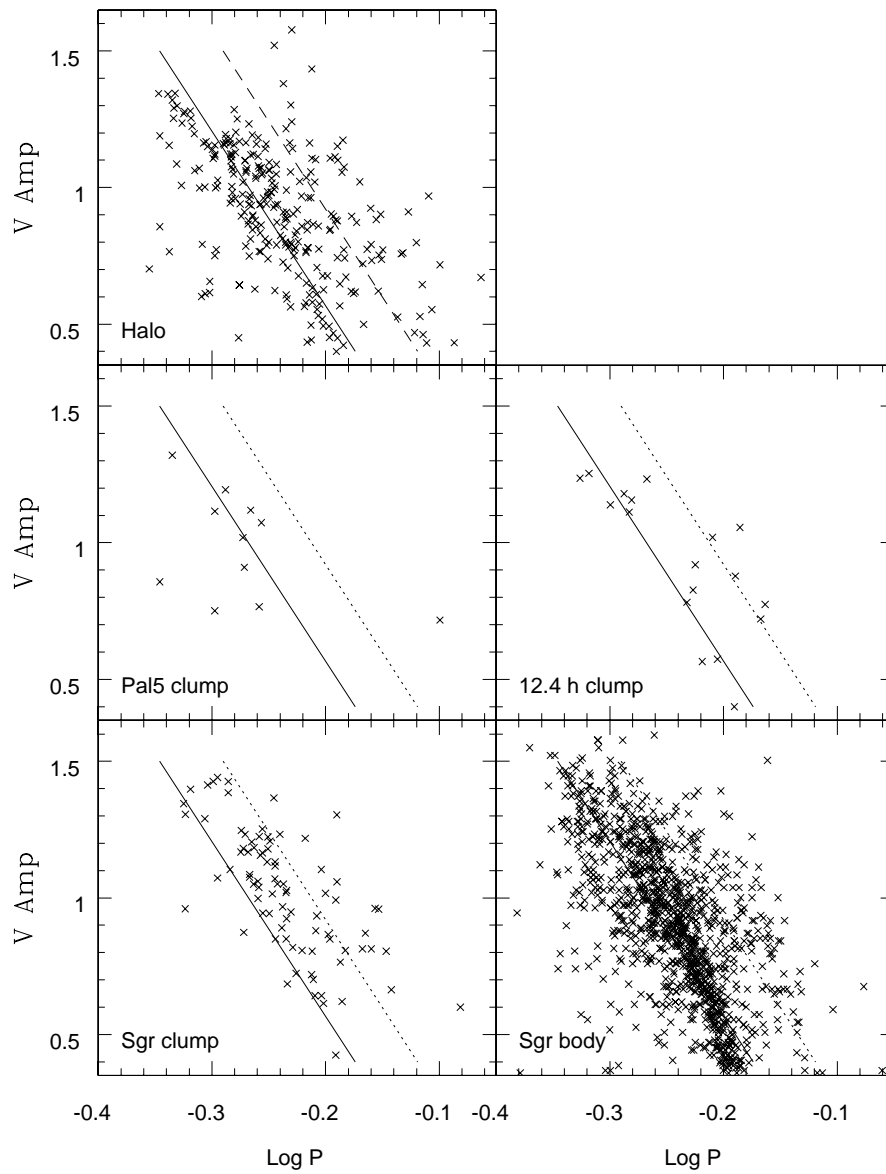 1.5
V Amp
1
0.5
Halo
1.5
V Amp
1
0.5
Pal5 clump
12.4 h clump
1.5
V Amp
1
0.5
Sgr clump
Sgr body
-0.4 -0.3 -0.2 -0.1 -0.4 -0.3 -0.2 -0.1
Log P Log P